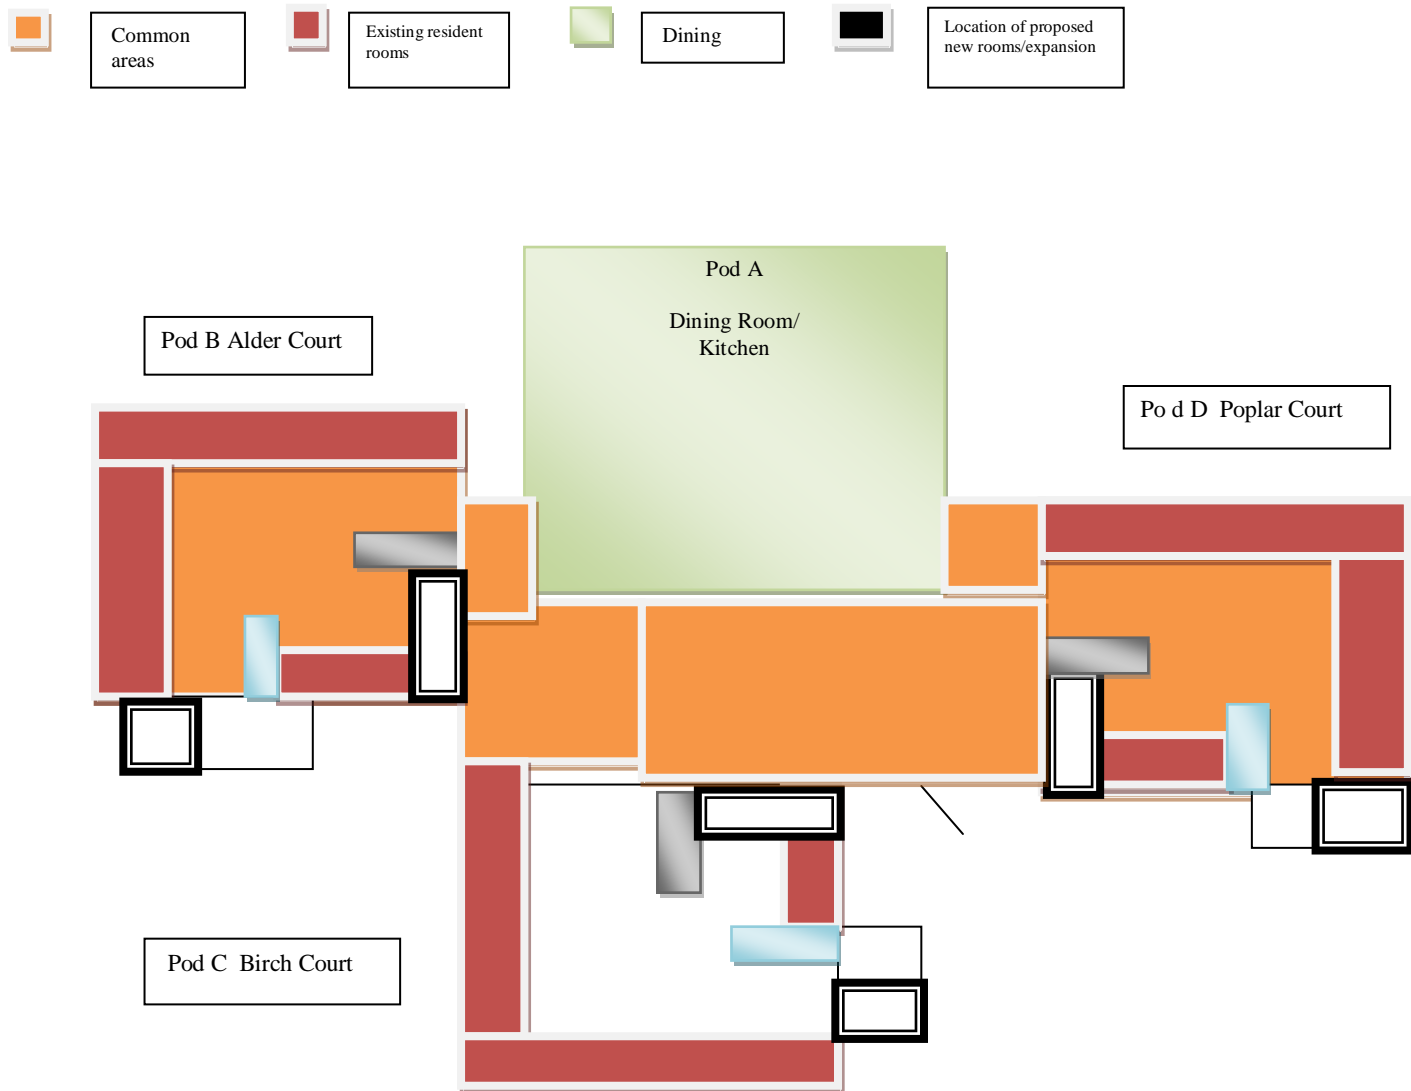 Common
areas
Existing resident
rooms
Dining
Location of proposed
new rooms/expansion
Pod A
Dining Room/
Kitchen
Pod B Alder Court
Po d D  Poplar Court
Pod C  Birch Court